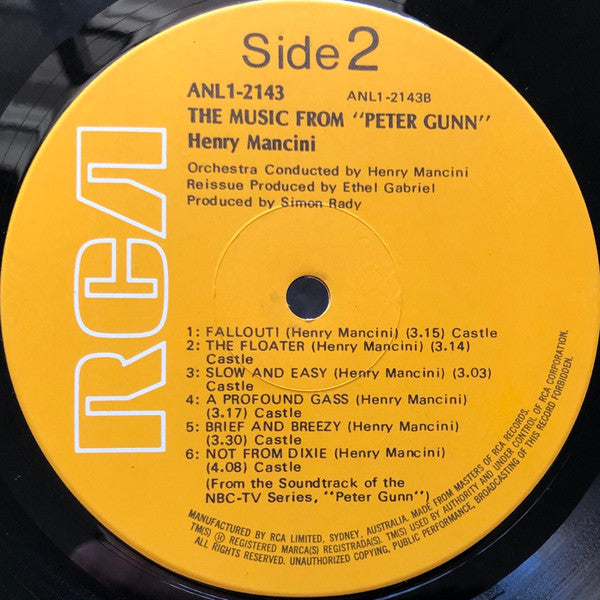 Side 2
ANL1-2143 ANL1-2143B
THE MUSIC FROM "PETER GUNN"
Henry Mancini
Orchestra Conducted by Henry Mancini
Reissue Produced by Ethel Gabriel
Produced by Simon Rady
RCA
1: FALLOUT! (Henry Mancini) (3.15) Castle
2: THE FLOATER (Henry Mancini) (3.14)
Castle
3: SLOW AND EASY (Henry Mancini) (3.03)
Castle
4: A PROFOUND GASS (Henry Mancini)
(3.17) Castle
5: BRIEF AND BREEZY (Henry Mancini)
(3.30) Castle
6: NOT FROM DIXIE (Henry Mancini)
(4.08) Castle
(From the Soundtrack of the
NBC-TV Series, "Peter Gunn")
MANUFACTURED BY RCA LIMITED, SYDNEY, AUSTRALIA. MADE FROM MASTERS OF RCA RECORDS.
TM(S) ® REGISTERED MARCA(S) REGISTRADA(S). TM(S) USED BY AUTHORITY AND UNDER CONTROL OF RCA CORPORATION.
ALL RIGHTS RESERVED. UNAUTHORIZED COPYING, PUBLIC PERFORMANCE, BROADCASTING OF THIS RECORD FORBIDDEN.